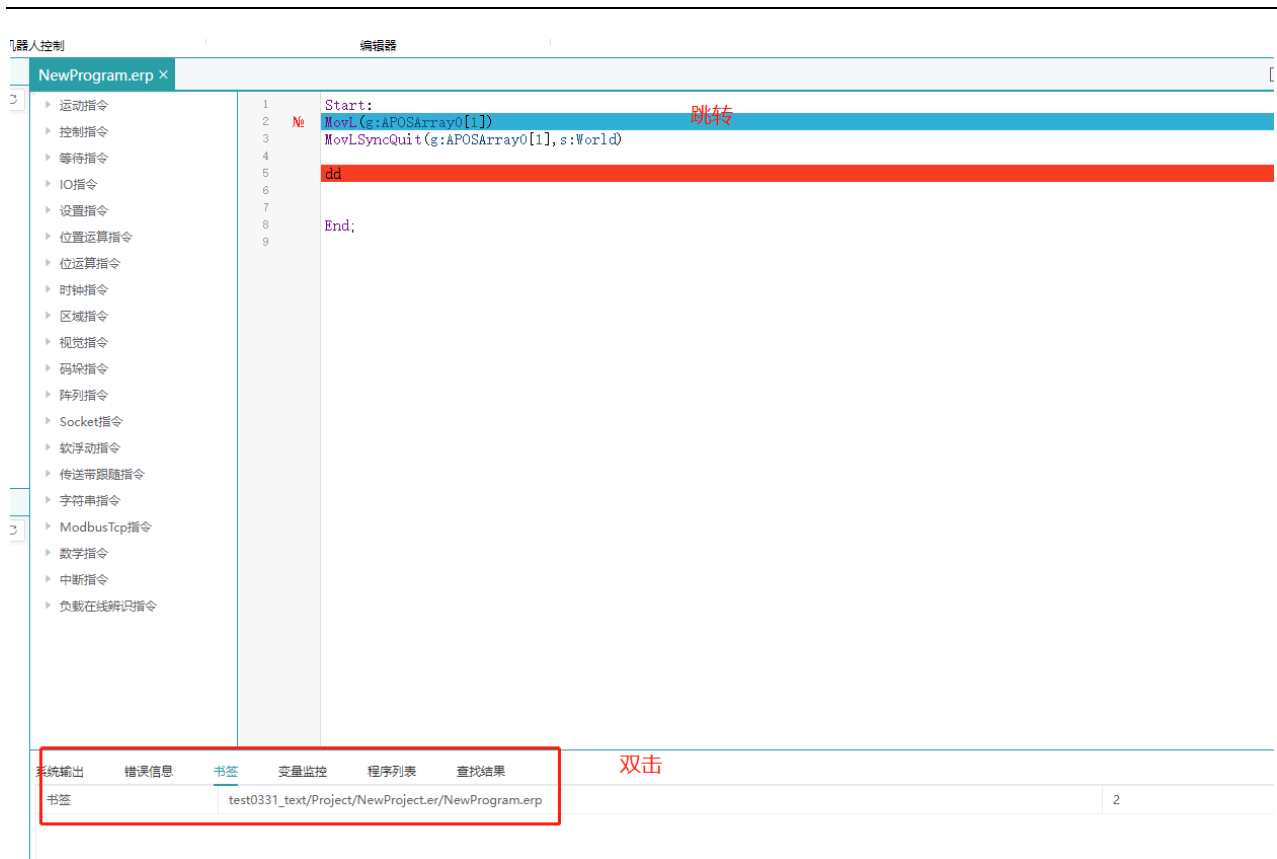 机器人控制
编辑器
NewProgram.erp ×
运动指令
控制指令
等待指令
IO指令
设置指令
位置运算指令
位运算指令
时钟指令
区域指令
视觉指令
码垛指令
阵列指令
Socket指令
软浮动指令
传送带跟随指令
字符串指令
ModbusTcp指令
数学指令
中断指令
负载在线辨识指令
1 Start:
2 № MovL(g:APOSArray0[1])
跳转
3 MovLSyncQuit(g:APOSArray0[1],s:World)
4
5 dd
6
7
8 End;
9
双击
系统输出 错误信息 书签 变量监控 程序列表 查找结果
书签 test0331_text/Project/NewProject.er/NewProgram.erp 2